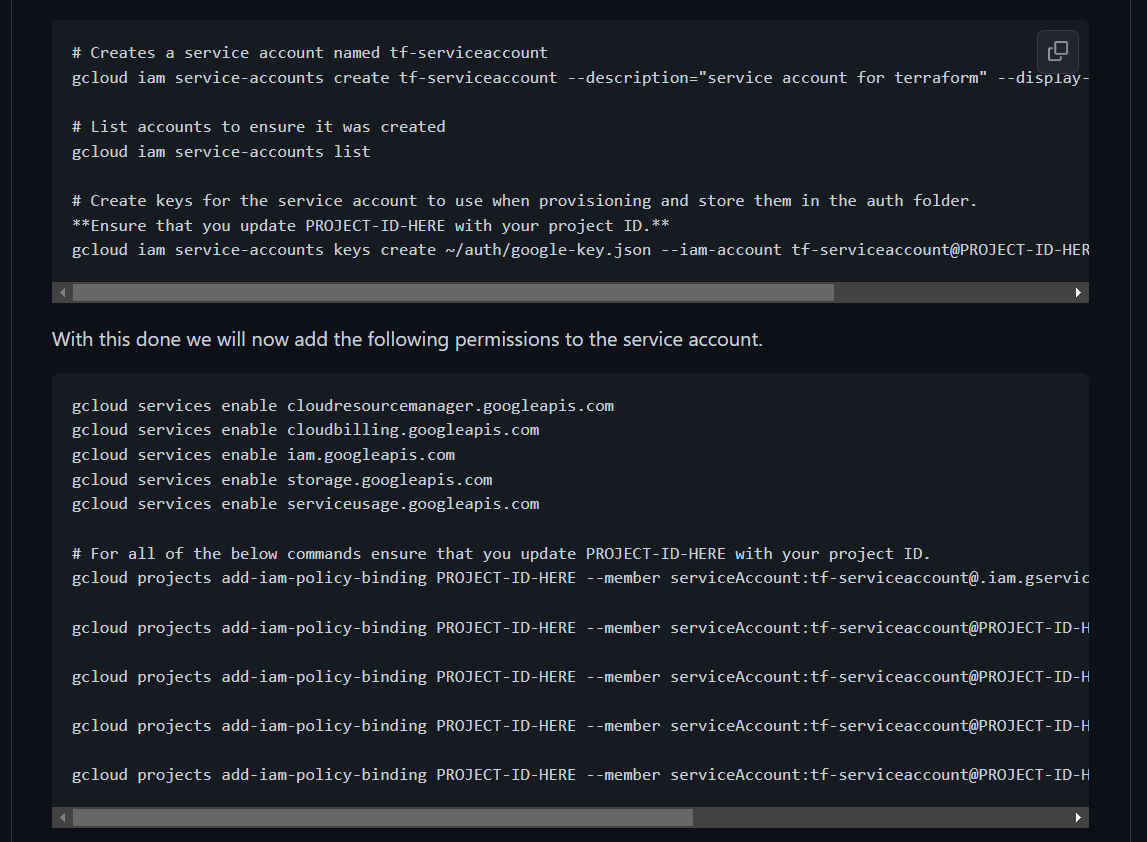 # Creates a service account named tf-serviceaccount
gcloud iam service-accounts create tf-serviceaccount --description="service account for terraform" --display-
# List accounts to ensure it was created
gcloud iam service-accounts list
# Create keys for the service account to use when provisioning and store them in the auth folder.
**Ensure that you update PROJECT-ID-HERE with your project ID.**
gcloud iam service-accounts keys create ~/auth/google-key.json --iam-account tf-serviceaccount@PROJECT-ID-HER
With this done we will now add the following permissions to the service account.
gcloud services enable cloudresourcemanager.googleapis.com
gcloud services enable cloudbilling.googleapis.com
gcloud services enable iam.googleapis.com
gcloud services enable storage.googleapis.com
gcloud services enable serviceusage.googleapis.com
# For all of the below commands ensure that you update PROJECT-ID-HERE with your project ID.
gcloud projects add-iam-policy-binding PROJECT-ID-HERE --member serviceAccount:tf-serviceaccount@.iam.gservic
gcloud projects add-iam-policy-binding PROJECT-ID-HERE --member serviceAccount:tf-serviceaccount@PROJECT-ID-H
gcloud projects add-iam-policy-binding PROJECT-ID-HERE --member serviceAccount:tf-serviceaccount@PROJECT-ID-H
gcloud projects add-iam-policy-binding PROJECT-ID-HERE --member serviceAccount:tf-serviceaccount@PROJECT-ID-H
gcloud projects add-iam-policy-binding PROJECT-ID-HERE --member serviceAccount:tf-serviceaccount@PROJECT-ID-H